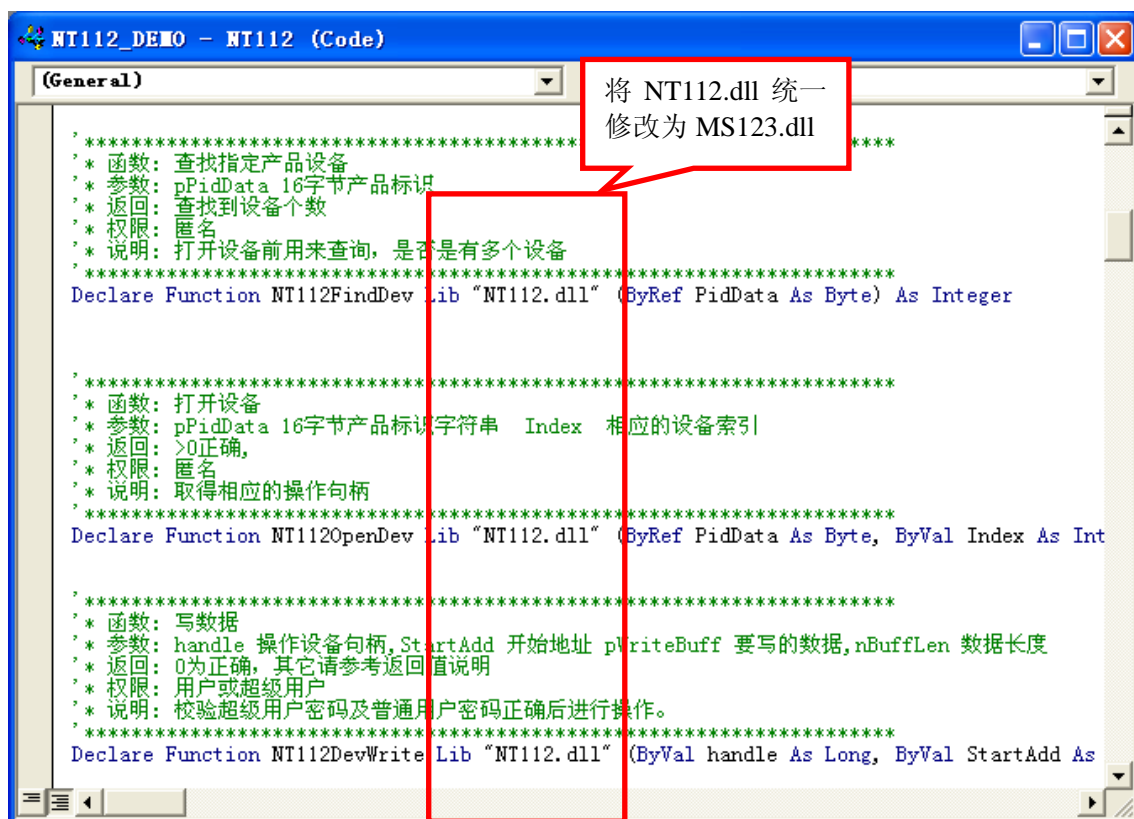 NT112_DEMO - NT112 (Code)
(General)
将 NT112.dll 统一
修改为 MS123.dll
'*********************************************************************
'* 函数: 查找指定产品设备
'* 参数: pPidData 16字节产品标识
'* 返回: 查找到设备个数
'* 权限: 匿名
'* 说明: 打开设备前用来查询，是否是有多个设备
'*********************************************************************
Declare Function NT112FindDev Lib "NT112.dll" (ByRef PidData As Byte) As Integer
'*********************************************************************
'* 函数: 打开设备
'* 参数: pPidData 16字节产品标识字符串  Index  相应的设备索引
'* 返回: >0正确,
'* 权限: 匿名
'* 说明: 取得相应的操作句柄
'*********************************************************************
Declare Function NT112OpenDev Lib "NT112.dll" (ByRef PidData As Byte, ByVal Index As Int
'*********************************************************************
'* 函数: 写数据
'* 参数: handle 操作设备句柄,StartAdd 开始地址 pWriteBuff 要写的数据,nBuffLen 数据长度
'* 返回: 0为正确，其它请参考返回值说明
'* 权限: 用户或超级用户
'* 说明: 校验超级用户密码及普通用户密码正确后进行操作。
'*********************************************************************
Declare Function NT112DevWrite Lib "NT112.dll" (ByVal handle As Long, ByVal StartAdd As